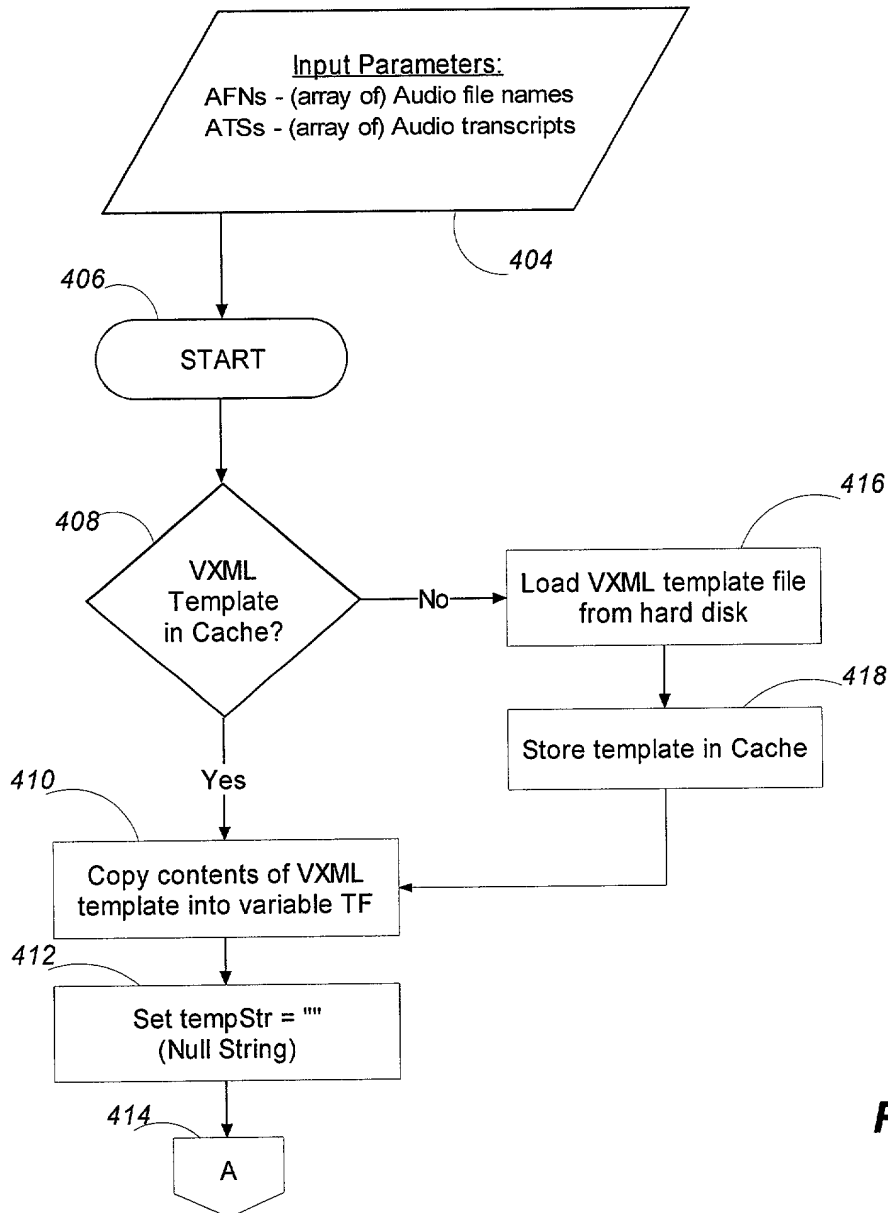 Input Parameters:
AFNs - (array of) Audio file names
ATSs - (array of) Audio transcripts
404
406
START
408
VXML
Template
in Cache?
No
416
Load VXML template file
from hard disk
418
Store template in Cache
Yes
410
Copy contents of VXML
template into variable TF
412
Set tempStr = ""
(Null String)
414
A